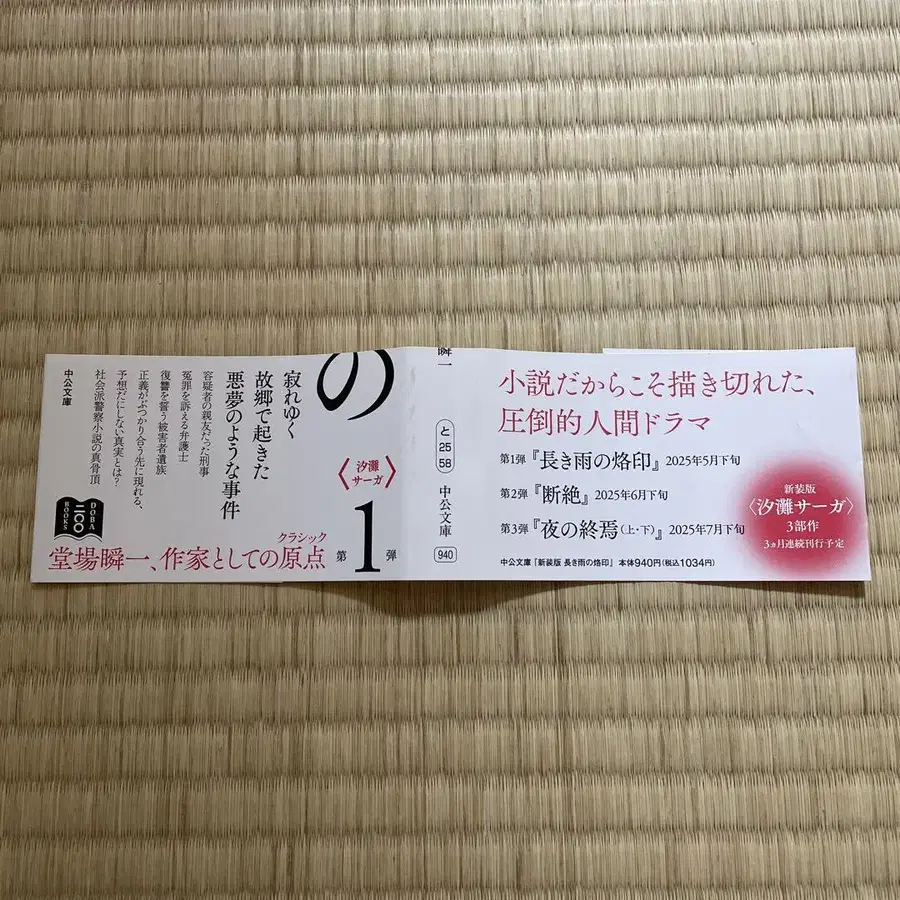 の
〈汐灘サーガ〉
第1弾
寂れゆく
故郷で起きた
悪夢のような事件
容疑者の親友だった刑事
冤罪を訴える弁護士
復讐を誓う被害者遺族
正義がぶつかり合う先に現れる、
予想だにしない真実とは?
社会派警察小説の真骨頂
中公文庫
DOBA
二〇〇
BOOKS
クラシック
堂場瞬一、作家としての原点
瞬一
と
25
58
中公文庫
940
小説だからこそ描き切れた、
圧倒的人間ドラマ
第1弾『長き雨の烙印』2025年5月下旬
第2弾『断絶』2025年6月下旬
第3弾『夜の終焉(上・下)』2025年7月下旬
新装版
〈汐灘サーガ〉
3部作
3ヵ月連続刊行予定
中公文庫『新装版 長き雨の烙印』 本体940円(税込1034円)